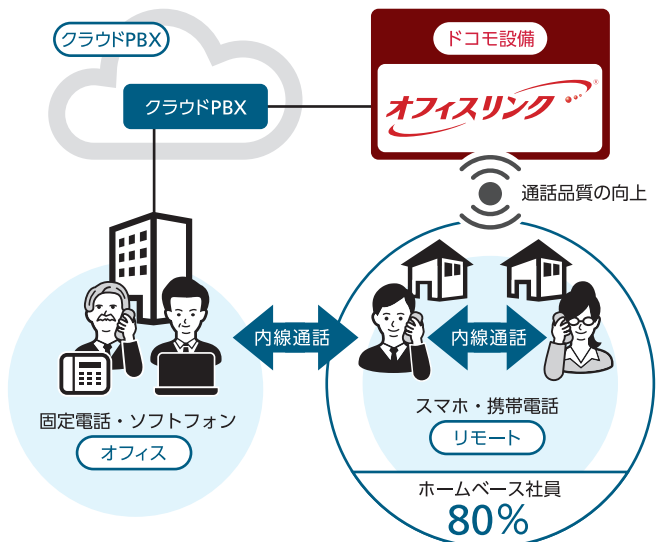 クラウドPBX
ドコモ設備
クラウドPBX
オフィスリンク®
通話品質の向上
内線通話
内線通話
固定電話・ソフトフォン
オフィス
スマホ・携帯電話
リモート
ホームベース社員
80%